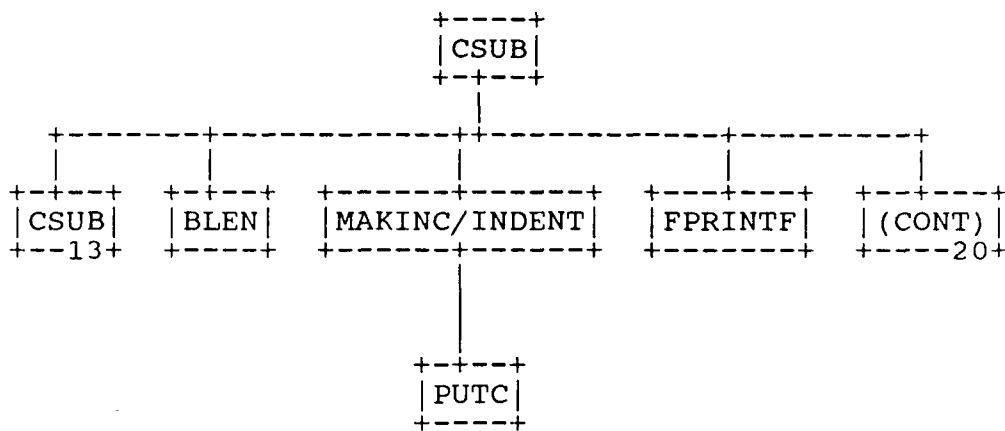 CSUB
CSUB BLEN MAKINC/INDENT FPRINTF (CONT)
13 20
PUTC